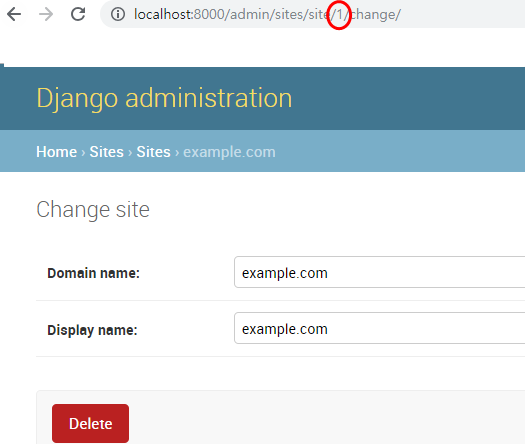 localhost:8000/admin/sites/site/1/change/
Django administration
Home › Sites › Sites › example.com
Change site
Domain name: example.com
Display name: example.com
Delete